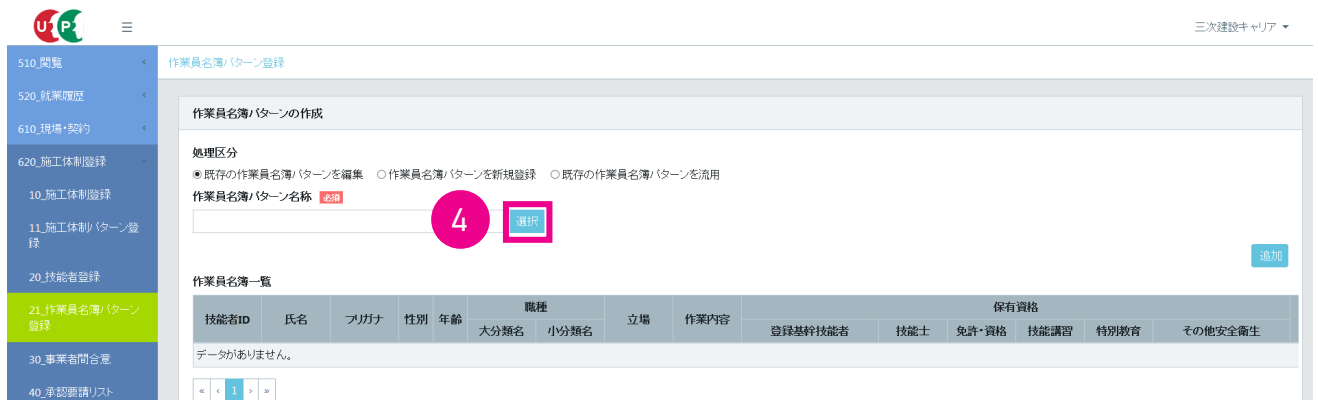 UP
三次建設キャリア
510_閲覧
作業員名簿パターン登録
520_就業履歴
610_現場・契約
620_施工体制登録
10_施工体制登録
11_施工体制パターン登
録
20_技能者登録
21_作業員名簿パターン
登録
30_事業者間合意
40_承認要請リスト
作業員名簿パターンの作成
処理区分
既存の作業員名簿パターンを編集 作業員名簿パターンを新規登録 既存の作業員名簿パターンを流用
作業員名簿パターン名称 必須
4 選択
追加
作業員名簿一覧
技能者ID 氏名 フリガナ 性別 年齢 職種 立場 作業内容 保有資格
大分類名 小分類名 登録基幹技能者 技能士 免許・資格 技能講習 特別教育 その他安全衛生
データがありません。
« ‹ 1 › »